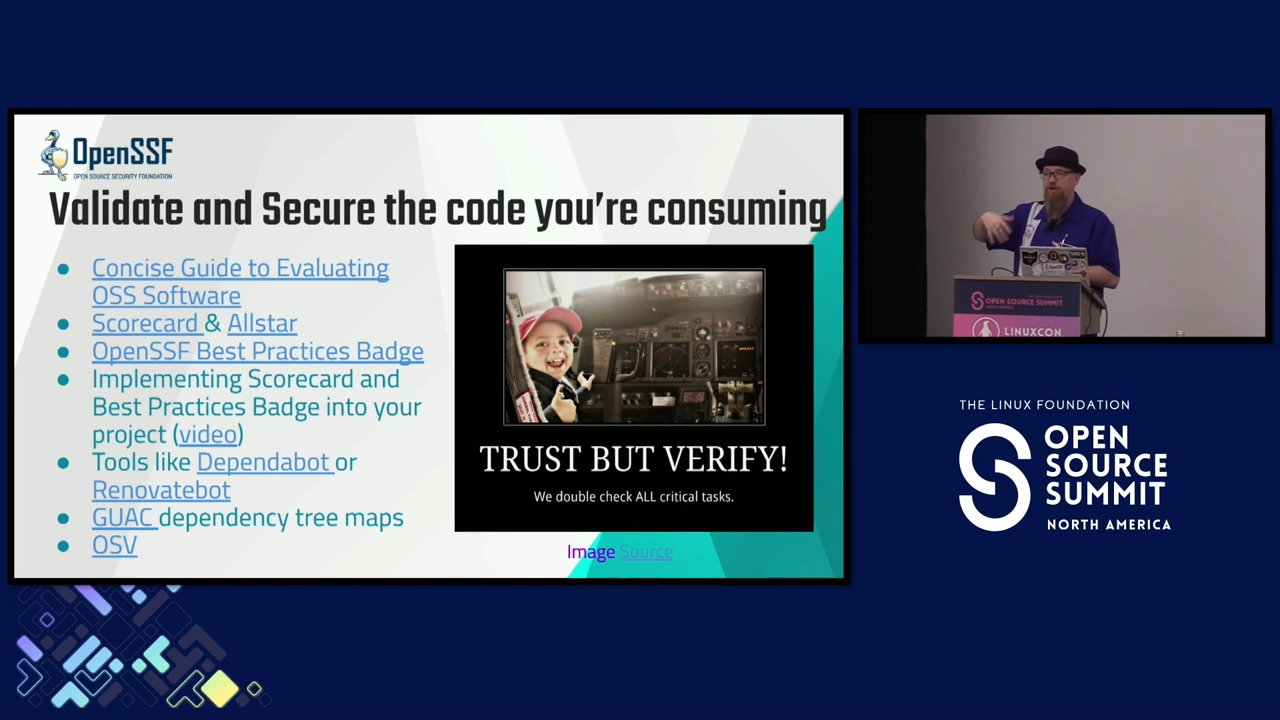 OpenSSF
OPEN SOURCE SECURITY FOUNDATION
Validate and Secure the code you're consuming
● Concise Guide to Evaluating
OSS Software
● Scorecard & Allstar
● OpenSSF Best Practices Badge
● Implementing Scorecard and
Best Practices Badge into your
project (video)
● Tools like Dependabot or
Renovatebot
● GUAC dependency tree maps
● OSV
TRUST BUT VERIFY!
We double check ALL critical tasks.
Image Source
OPEN SOURCE SUMMIT
LINUXCON
THE LINUX FOUNDATION
OPEN
SOURCE
SUMMIT
NORTH AMERICA